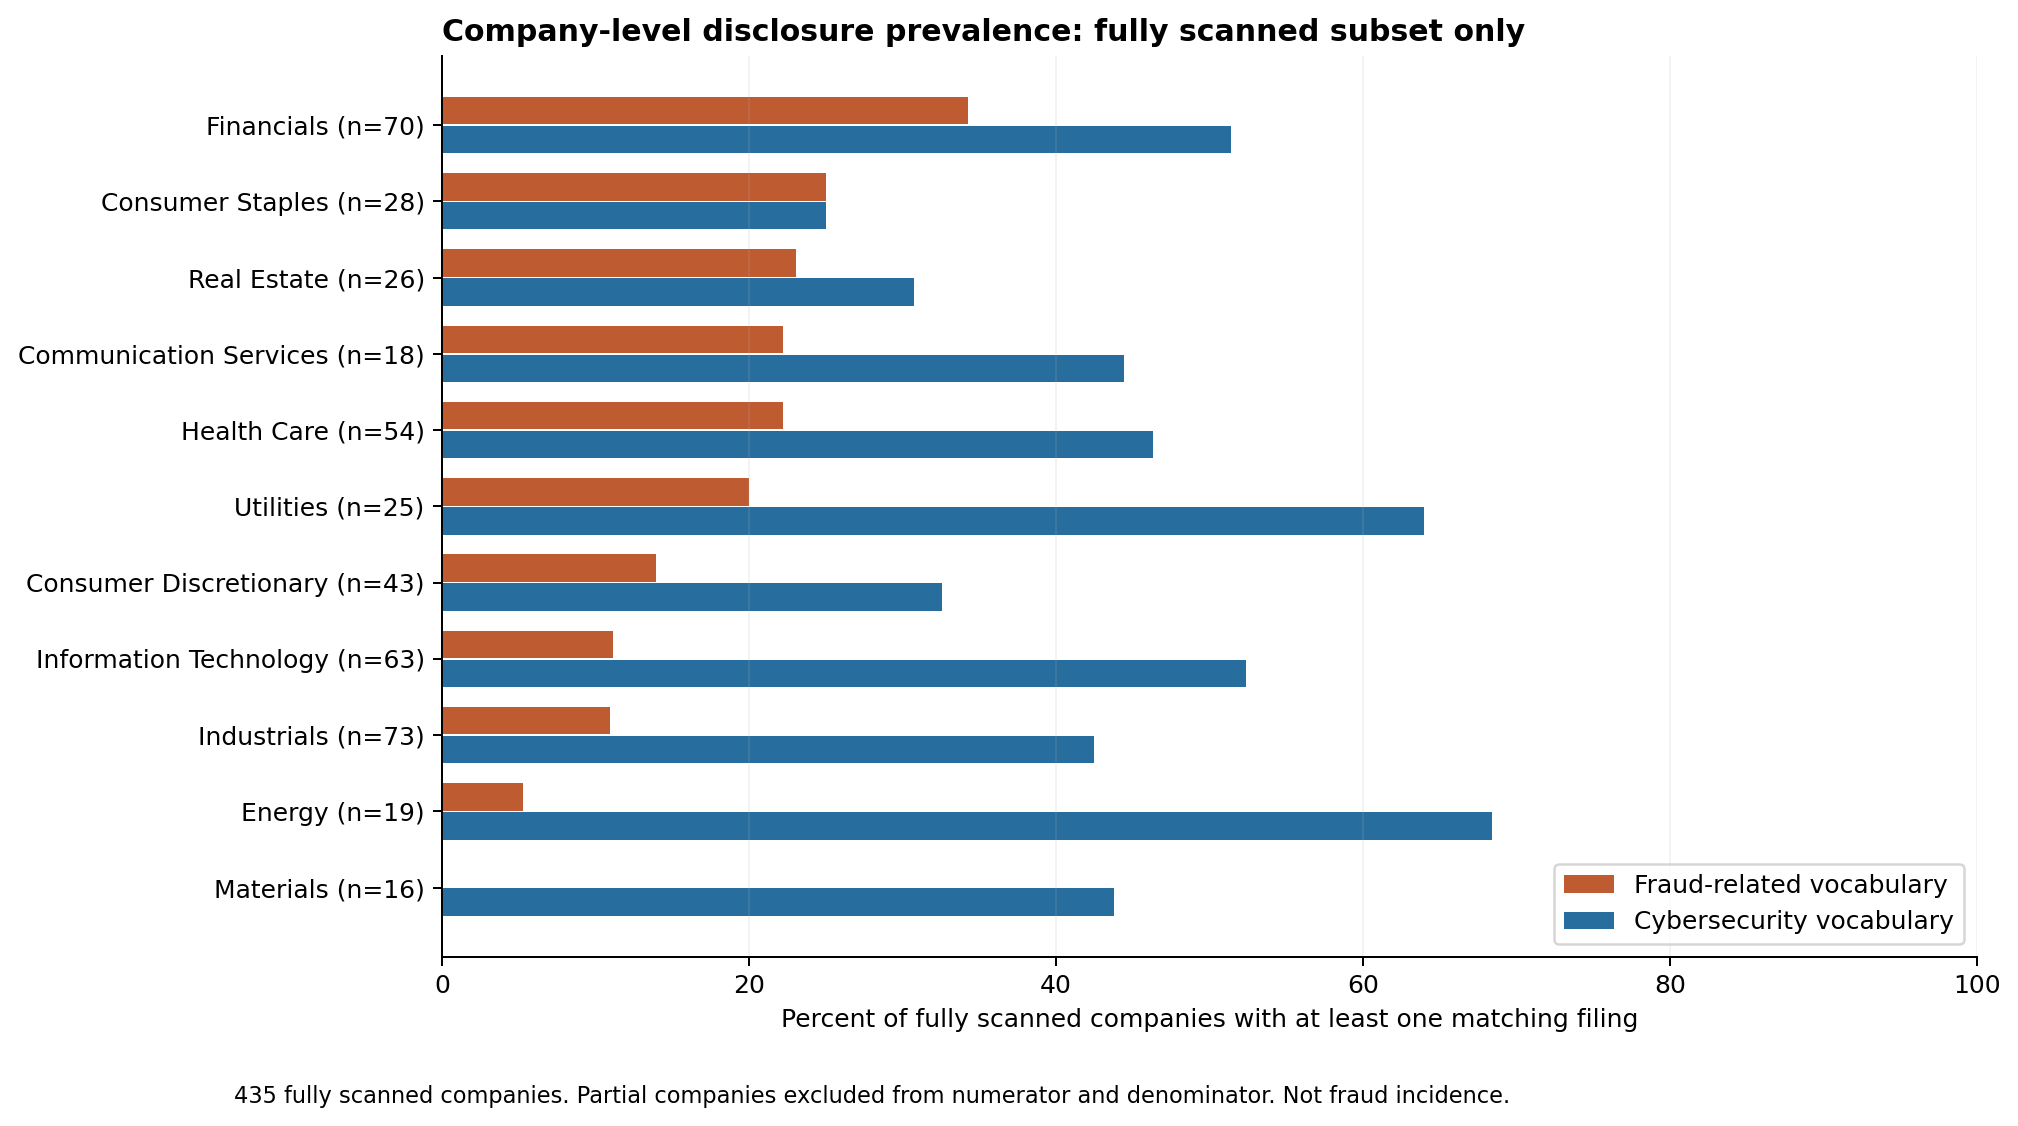 Company-level disclosure prevalence: fully scanned subset only
Financials (n=70)
Consumer Staples (n=28)
Real Estate (n=26)
Communication Services (n=18)
Health Care (n=54)
Utilities (n=25)
Consumer Discretionary (n=43)
Information Technology (n=63)
Industrials (n=73)
Energy (n=19)
Materials (n=16)
Fraud-related vocabulary
Cybersecurity vocabulary
0 20 40 60 80 100
Percent of fully scanned companies with at least one matching filing
435 fully scanned companies. Partial companies excluded from numerator and denominator. Not fraud incidence.